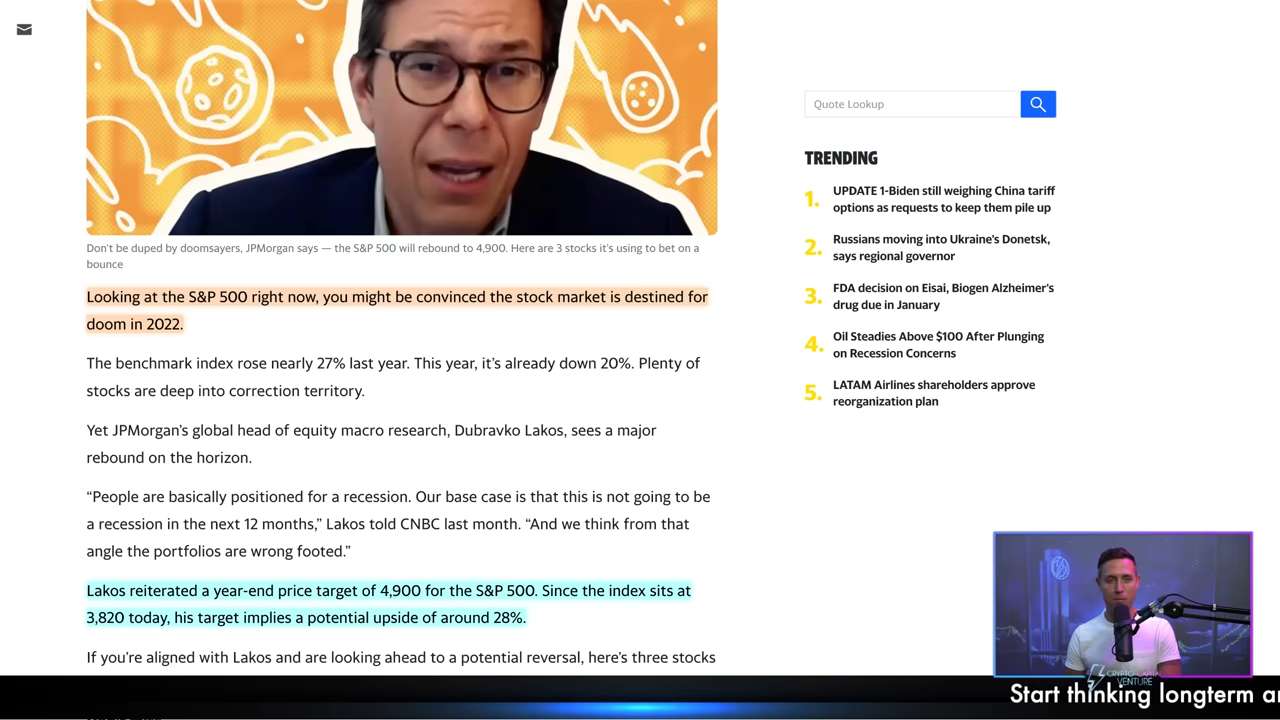 Quote Lookup
TRENDING
1. UPDATE 1-Biden still weighing China tariff
options as requests to keep them pile up
2. Russians moving into Ukraine's Donetsk,
says regional governor
3. FDA decision on Eisai, Biogen Alzheimer's
drug due in January
4. Oil Steadies Above $100 After Plunging
on Recession Concerns
5. LATAM Airlines shareholders approve
reorganization plan
Don't be duped by doomsayers, JPMorgan says — the S&P 500 will rebound to 4,900. Here are 3 stocks it's using to bet on a
bounce
Looking at the S&P 500 right now, you might be convinced the stock market is destined for
doom in 2022.
The benchmark index rose nearly 27% last year. This year, it's already down 20%. Plenty of
stocks are deep into correction territory.
Yet JPMorgan's global head of equity macro research, Dubravko Lakos, sees a major
rebound on the horizon.
“People are basically positioned for a recession. Our base case is that this is not going to be
a recession in the next 12 months,” Lakos told CNBC last month. “And we think from that
angle the portfolios are wrong footed.”
Lakos reiterated a year-end price target of 4,900 for the S&P 500. Since the index sits at
3,820 today, his target implies a potential upside of around 28%.
If you're aligned with Lakos and are looking ahead to a potential reversal, here's three stocks
CRYPTO CAPITAL
VENTURE
Start thinking longterm